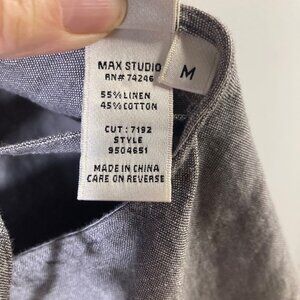 MAX STUDIO
RN# 74246
M
55% LINEN
45% COTTON
CUT : 7192
STYLE
9504651
MADE IN CHINA
CARE ON REVERSE